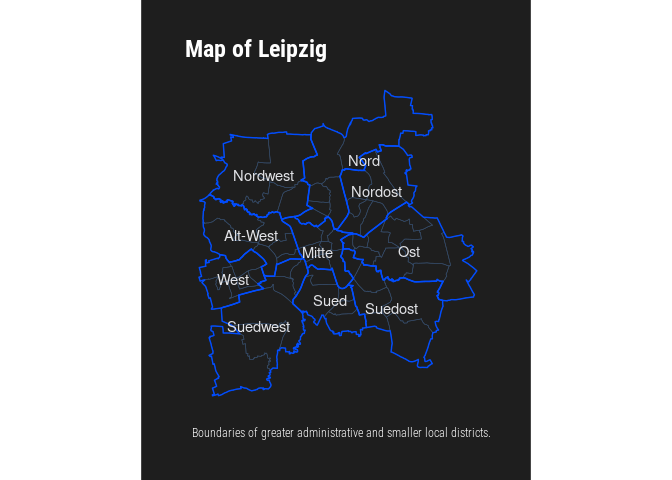 Map of Leipzig
Nord
Nordwest
Nordost
Alt-West
Mitte
Ost
West
Sued
Suedost
Suedwest
Boundaries of greater administrative and smaller local districts.